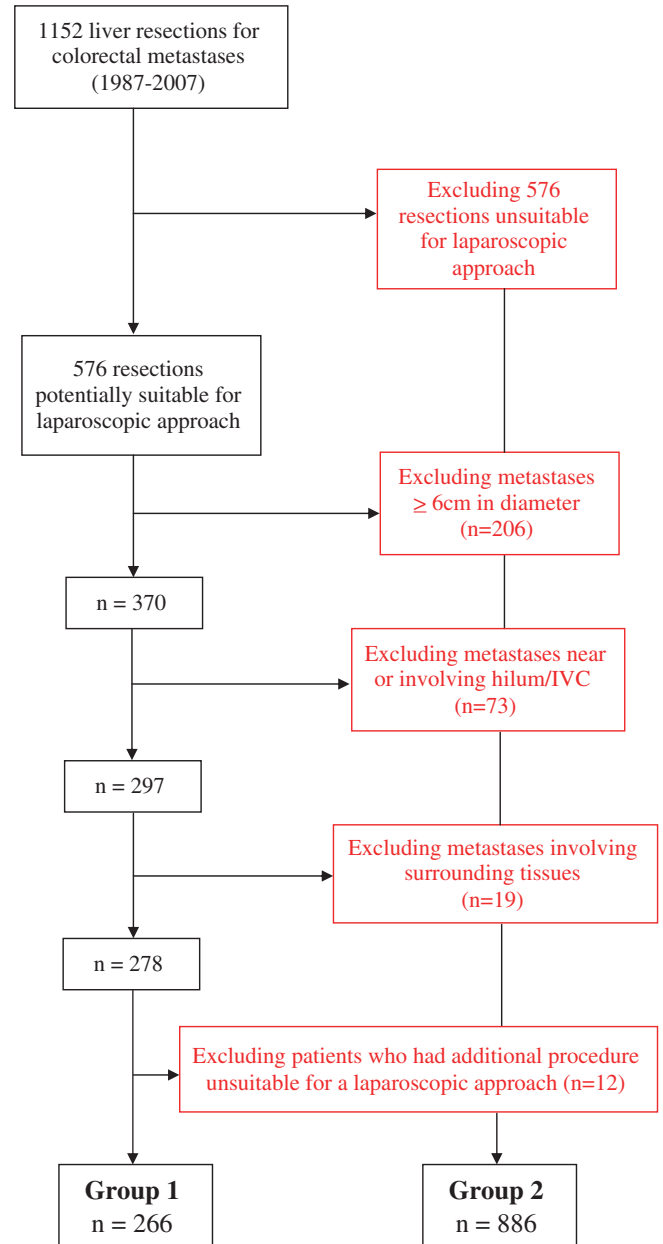 1152 liver resections for
colorectal metastases
(1987-2007)
Excluding 576
resections unsuitable
for laparoscopic
approach
576 resections
potentially suitable for
laparoscopic approach
Excluding metastases
≥ 6cm in diameter
(n=206)
n = 370
Excluding metastases near
or involving hilum/IVC
(n=73)
n = 297
Excluding metastases involving
surrounding tissues
(n=19)
n = 278
Excluding patients who had additional procedure
unsuitable for a laparoscopic approach (n=12)
Group 1
n = 266
Group 2
n = 886